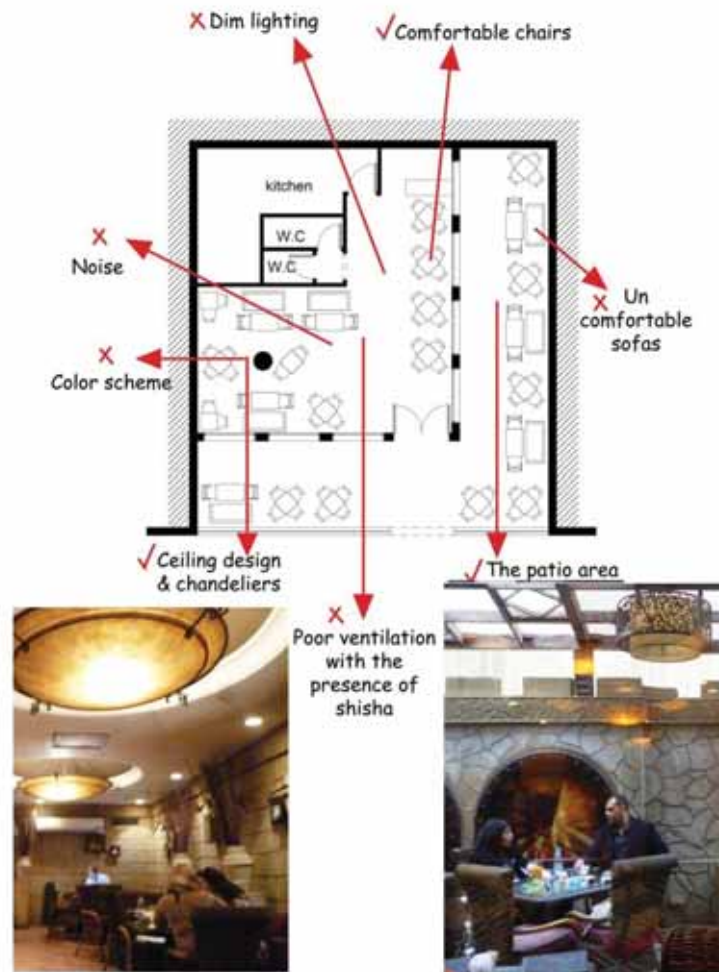 X Dim lighting
√ Comfortable chairs
kitchen
W.C
W.C
X
Noise
X Un
comfortable
sofas
X
Color scheme
√ Ceiling design
& chandeliers
√ The patio area
X
Poor ventilation
with the
presence of
shisha